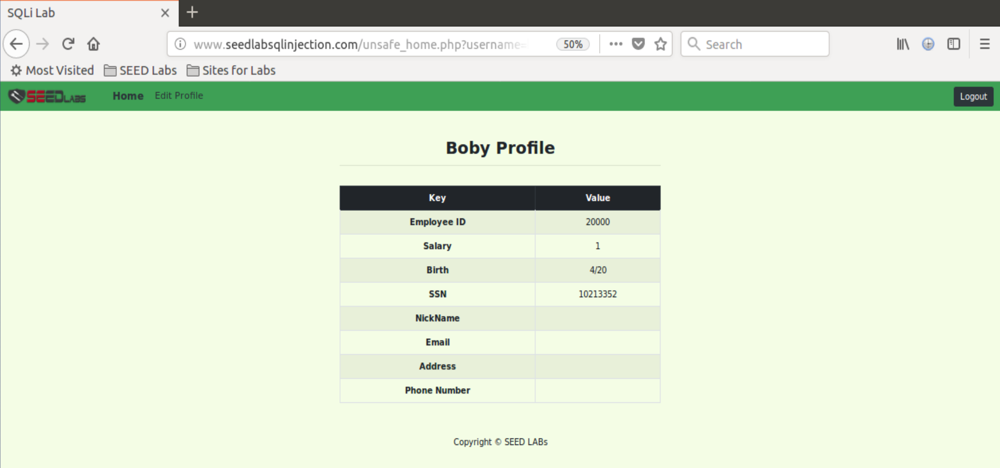 SQLi Lab
www.seedlabsqlinjection.com/unsafe_home.php?username= 50% Search
Most Visited SEED Labs Sites for Labs
SEEDLABS Home Edit Profile Logout
Boby Profile
Key Value
Employee ID 20000
Salary 1
Birth 4/20
SSN 10213352
NickName
Email
Address
Phone Number
Copyright © SEED LABs